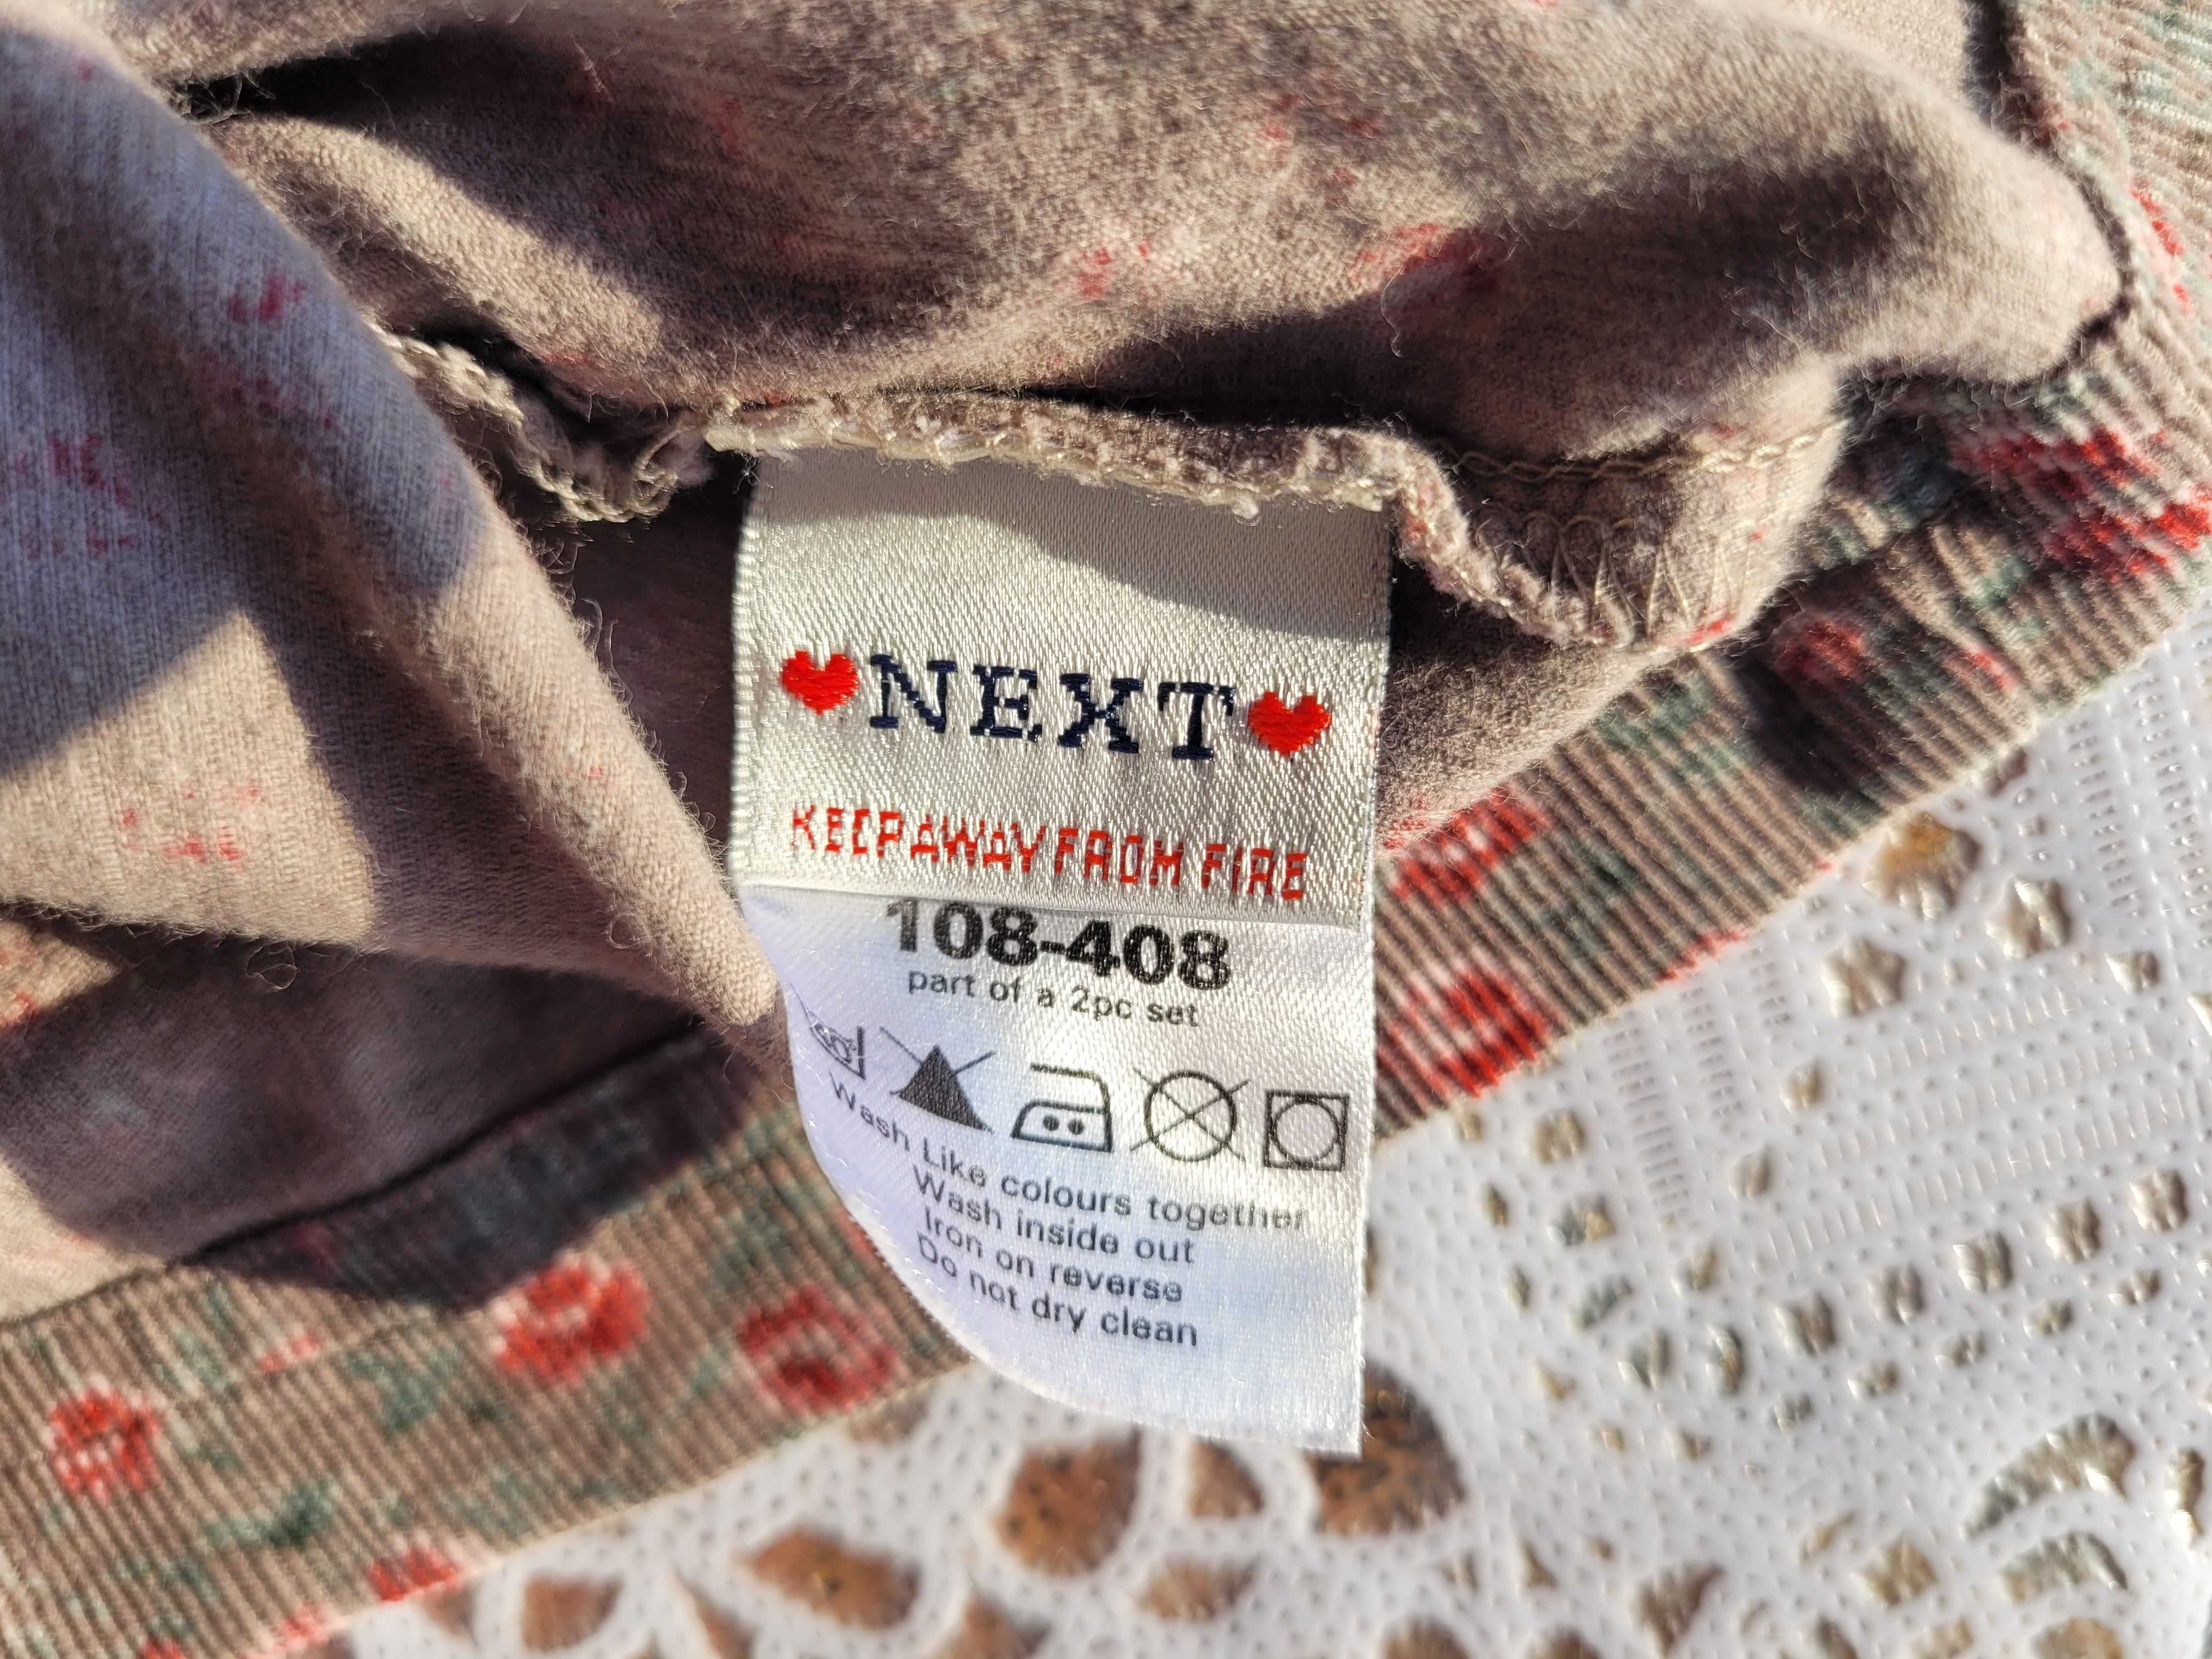 NEXT
KEEP AWAY FROM FIRE
108-408
part of a 2pc set
Wash Like colours together
Wash inside out
Iron on reverse
Do not dry clean